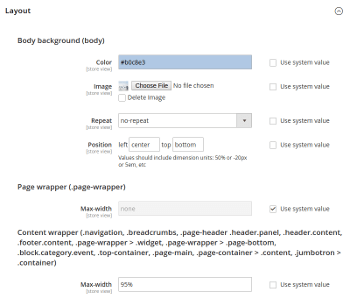 Layout
Body background (body)
Color
[store view]
#b0c8e3
Use system value
Image
[store view]
Choose File No file chosen
Use system value
Delete Image
Repeat
[store view]
no-repeat
Use system value
Position
[store view]
left center top bottom
Use system value
Values should include dimension units: 50% or -20px
or 5em, etc
Page wrapper (.page-wrapper)
Max-width
[store view]
none
Use system value
Content wrapper (.navigation, .breadcrumbs, .page-header .header.panel, .header.content,
.footer.content, .page-wrapper > .widget, .page-wrapper > .page-bottom,
.block.category.event, .top-container, .page-main, .page-container > .content, .jumbotron >
.container)
Max-width
[store view]
95%
Use system value